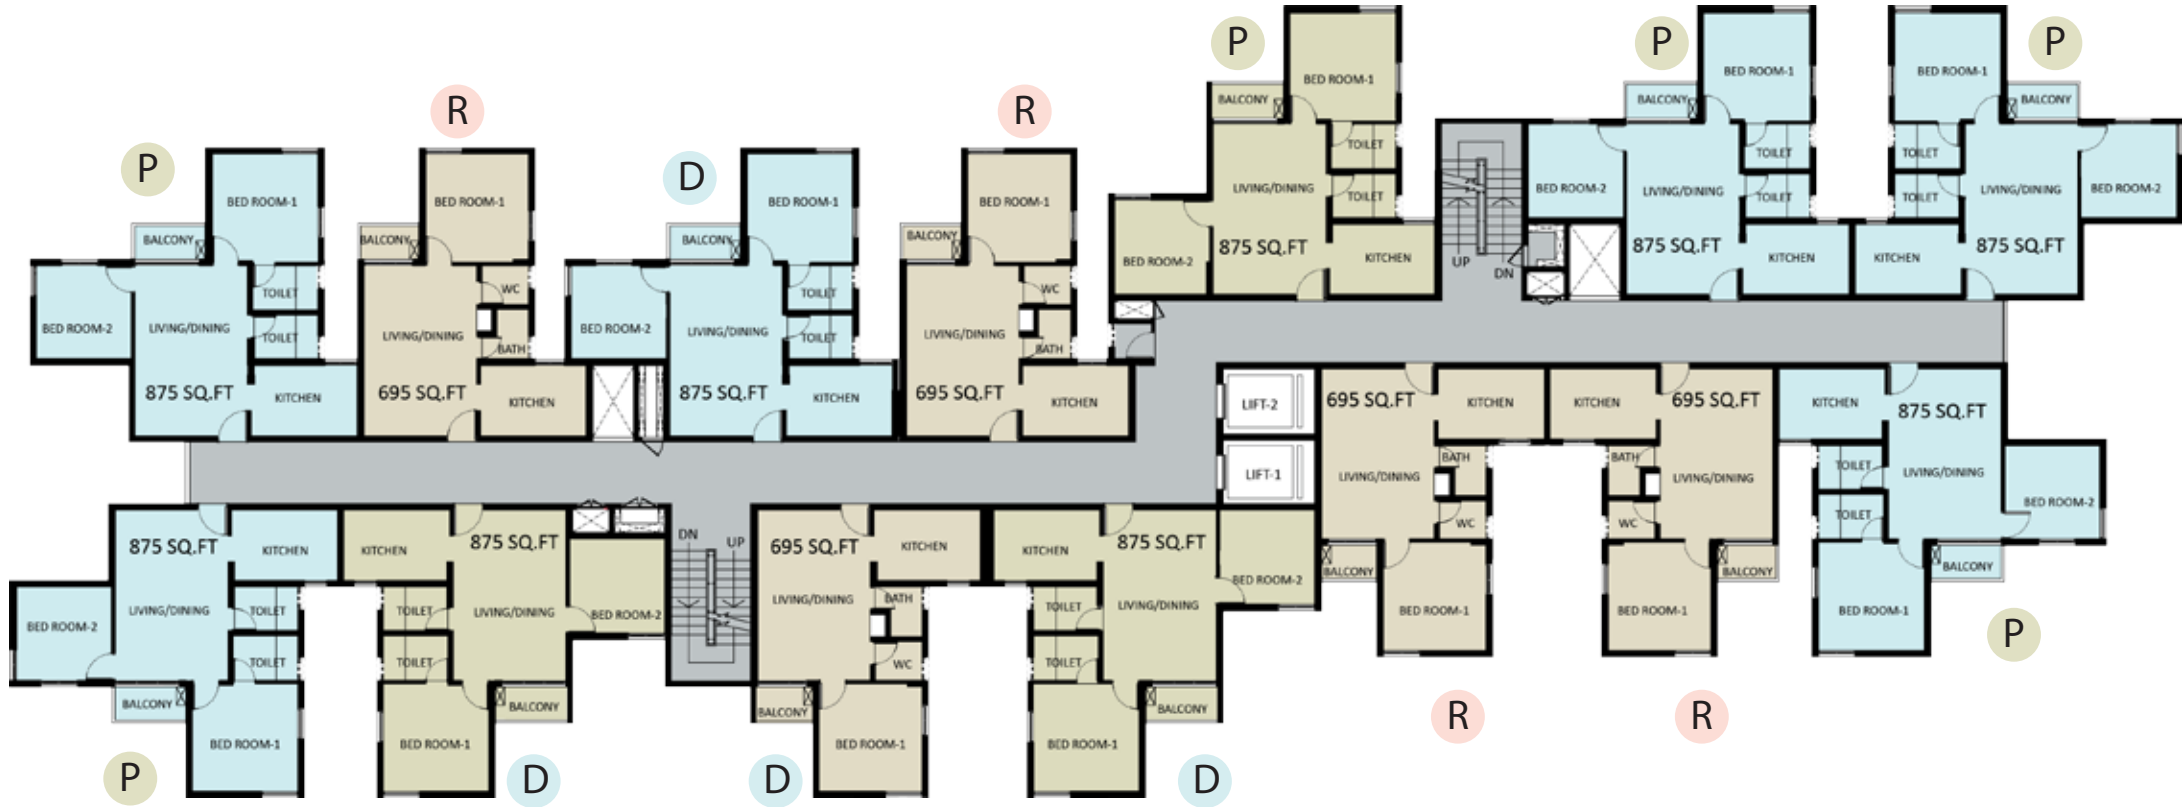 P
P
P
BED ROOM-1
BED ROOM-1
BED ROOM-1
BALCONY
BALCONY
BALCONY
R
R
TOILET
TOILET
TOILET
P
D
LIVING/DINING
TOILET
BED ROOM-2
LIVING/DINING
TOILET
TOILET
LIVING/DINING
BED ROOM-2
BED ROOM-1
BED ROOM-1
BED ROOM-1
BED ROOM-1
BALCONY
BALCONY
BALCONY
BALCONY
875 SQ.FT
875 SQ.FT
875 SQ.FT
BED ROOM-2
KITCHEN
UP
DN
KITCHEN
KITCHEN
TOILET
WC
TOILET
WC
BED ROOM-2
LIVING/DINING
TOILET
LIVING/DINING
BATH
BED ROOM-2
LIVING/DINING
TOILET
LIVING/DINING
BATH
875 SQ.FT
KITCHEN
695 SQ.FT
KITCHEN
875 SQ.FT
KITCHEN
695 SQ.FT
KITCHEN
LIFT-2
695 SQ.FT
KITCHEN
KITCHEN
695 SQ.FT
KITCHEN
875 SQ.FT
LIFT-1
LIVING/DINING
BATH
BATH
LIVING/DINING
TOILET
LIVING/DINING
BED ROOM-2
WC
WC
TOILET
875 SQ.FT
KITCHEN
KITCHEN
875 SQ.FT
DN
UP
695 SQ.FT
KITCHEN
KITCHEN
875 SQ.FT
BED ROOM-2
BALCONY
BALCONY
BALCONY
LIVING/DINING
TOILET
TOILET
LIVING/DINING
BED ROOM-2
LIVING/DINING
BATH
TOILET
LIVING/DINING
BED ROOM-1
BED ROOM-1
BED ROOM-1
BED ROOM-2
TOILET
TOILET
WC
TOILET
P
BALCONY
BALCONY
BALCONY
BALCONY
BED ROOM-1
BED ROOM-1
BED ROOM-1
BED ROOM-1
R
R
P
D
D
D